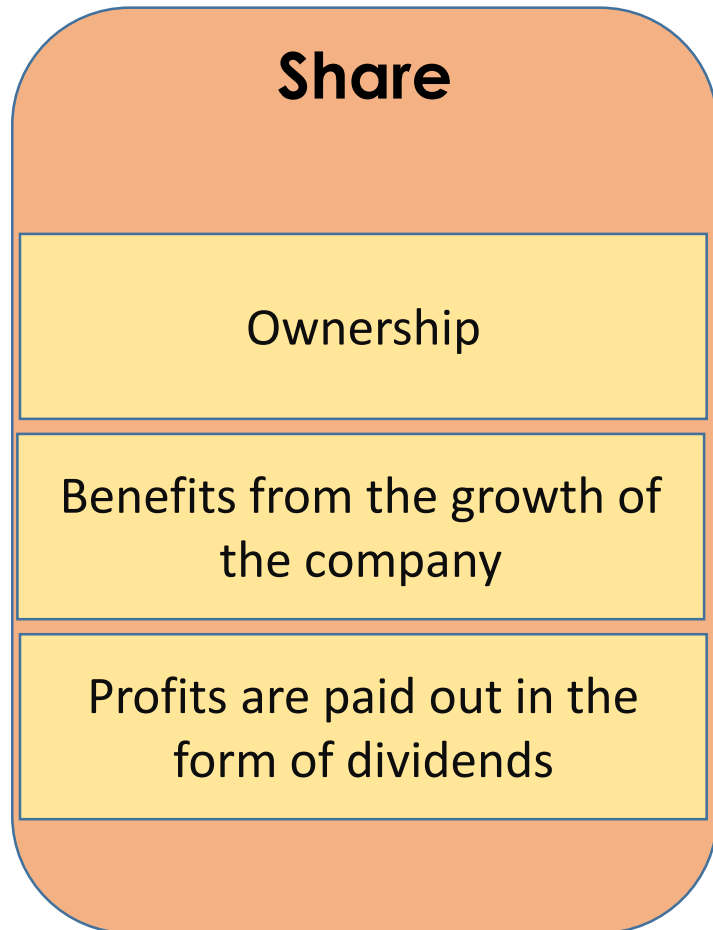 Share
Ownership
Benefits from the growth of
the company
Profits are paid out in the
form of dividends